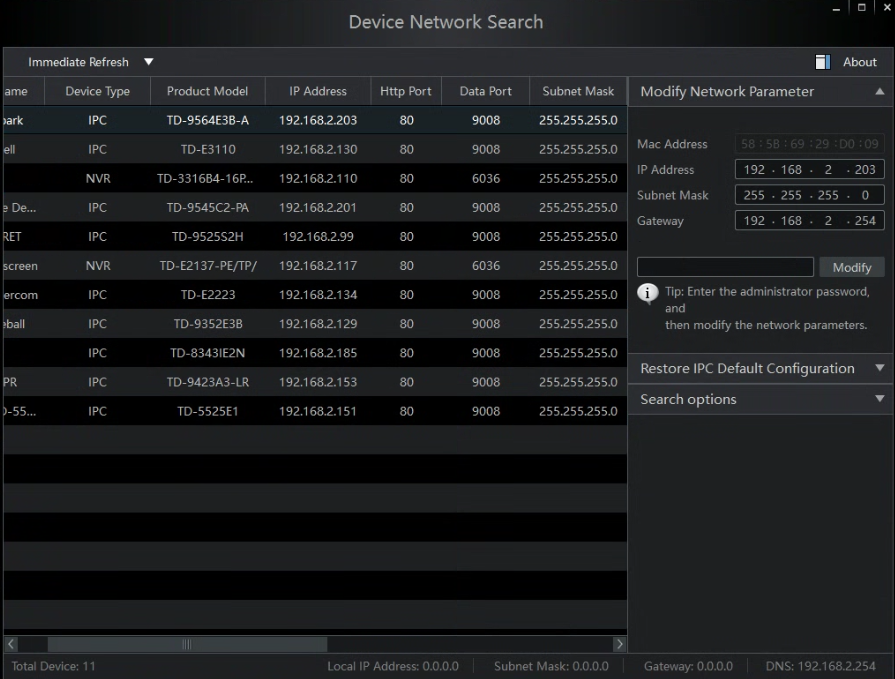 Device Network Search
Immediate Refresh
About
ame Device Type Product Model IP Address Http Port Data Port Subnet Mask
park IPC TD-9564E3B-A 192.168.2.203 80 9008 255.255.255.0
ell IPC TD-E3110 192.168.2.130 80 9008 255.255.255.0
NVR TD-3316B4-16P... 192.168.2.110 80 6036 255.255.255.0
e De... IPC TD-9545C2-PA 192.168.2.201 80 9008 255.255.255.0
RET IPC TD-9525S2H 192.168.2.99 80 9008 255.255.255.0
screen NVR TD-E2137-PE/TP/ 192.168.2.117 80 6036 255.255.255.0
ercom IPC TD-E2223 192.168.2.134 80 9008 255.255.255.0
eball IPC TD-9352E3B 192.168.2.129 80 9008 255.255.255.0
IPC TD-8343IE2N 192.168.2.185 80 9008 255.255.255.0
PR IPC TD-9423A3-LR 192.168.2.153 80 9008 255.255.255.0
D-55... IPC TD-5525E1 192.168.2.151 80 9008 255.255.255.0
Modify Network Parameter
Mac Address 58 : 58 : 69 : 29 : D0 : 09
IP Address 192 . 168 . 2 . 203
Subnet Mask 255 . 255 . 255 . 0
Gateway 192 . 168 . 2 . 254
Modify
Tip: Enter the administrator password,
and
then modify the network parameters.
Restore IPC Default Configuration
Search options
Total Device: 11 Local IP Address: 0.0.0.0 Subnet Mask: 0.0.0.0 Gateway: 0.0.0.0 DNS: 192.168.2.254